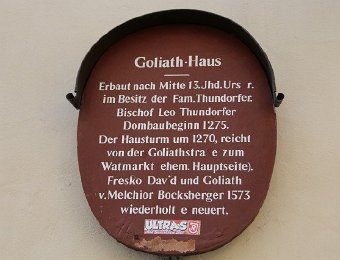 Goliath-Haus
Erbaut nach Mitte 13.Jhd.Urs r.
im Besitz der Fam.Thundorfer.
Bischof Leo Thundorfer
Dombaubeginn 1275.
Der Hausturm um 1270, reicht
von der Goliathstra e zum
Watmarkt ehem. Hauptseite).
Fresko Dav'd und Goliath
v.Melchior Bocksberger 1573
wiederholt e neuert.
ULTRAS